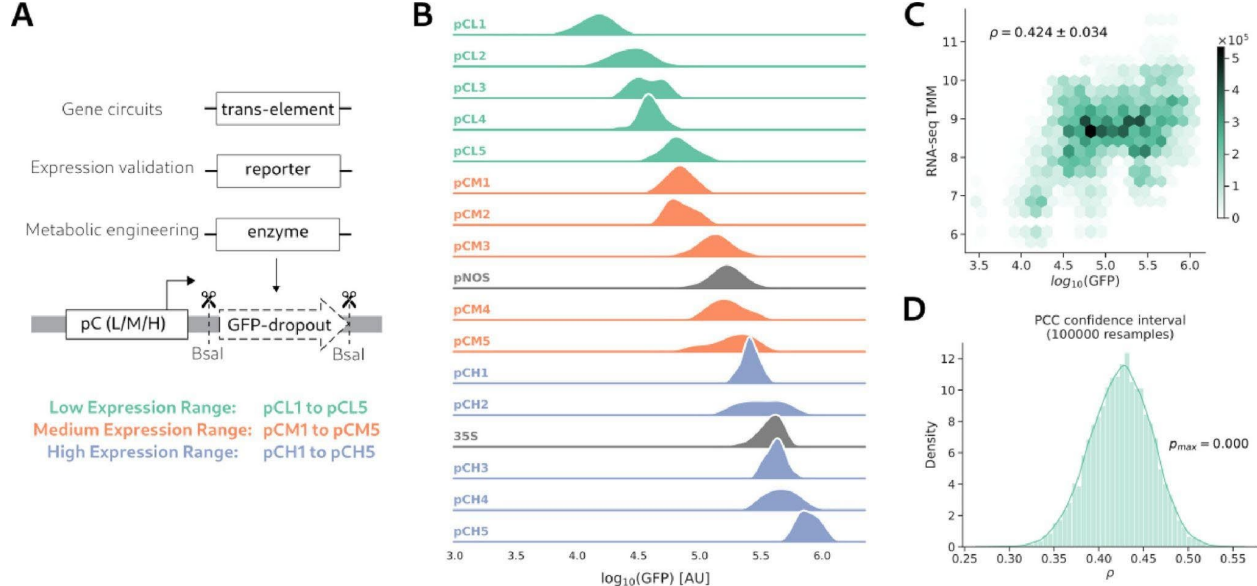 A
Gene circuits
trans-element
Expression validation
reporter
Metabolic engineering
enzyme
pC (L/M/H)
GFP-dropout
BsaI
BsaI
Low Expression Range: pCL1 to pCL5
Medium Expression Range: pCM1 to pCM5
High Expression Range: pCH1 to pCH5
B
pCL1
pCL2
pCL3
pCL4
pCL5
pCM1
pCM2
pCM3
pNOS
pCM4
pCM5
pCH1
pCH2
35S
pCH3
pCH4
pCH5
3.0 4.0 4.5 5.0 5.5 6.0
log₁₀(GFP) [AU]
C
ρ = 0.424 ± 0.034
RNA-seq TMM
11
10
9
8
7
6
3.5 4.0 4.5 5.0 5.5 6.0
log₁₀(GFP)
×10⁵
5
4
3
2
1
0
D
PCC confidence interval
(100000 resamples)
Density
12
10
8
6
4
2
0
pₘₐₓ = 0.000
0.25 0.30 0.35 0.40 0.45 0.50 0.55
ρ